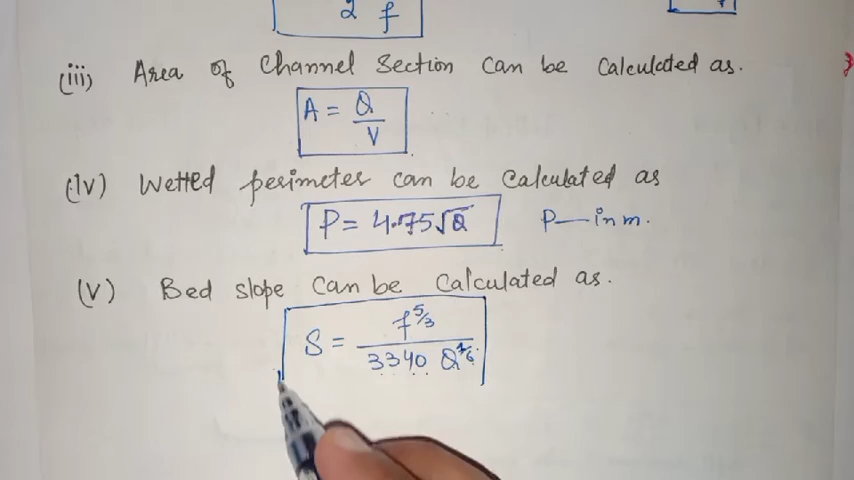 2 f
(iii) Area of Channel Section can be Calculated as.
A = Q/V
(iv) Wetted perimeter can be calculated as
P = 4.75√Q P — in m.
(v) Bed slope can be calculated as.
S = f^5/3 / 3340 Q^1/6